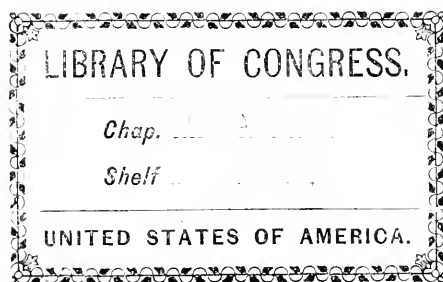 LIBRARY OF CONGRESS.
Chap.
Shelf
UNITED STATES OF AMERICA.